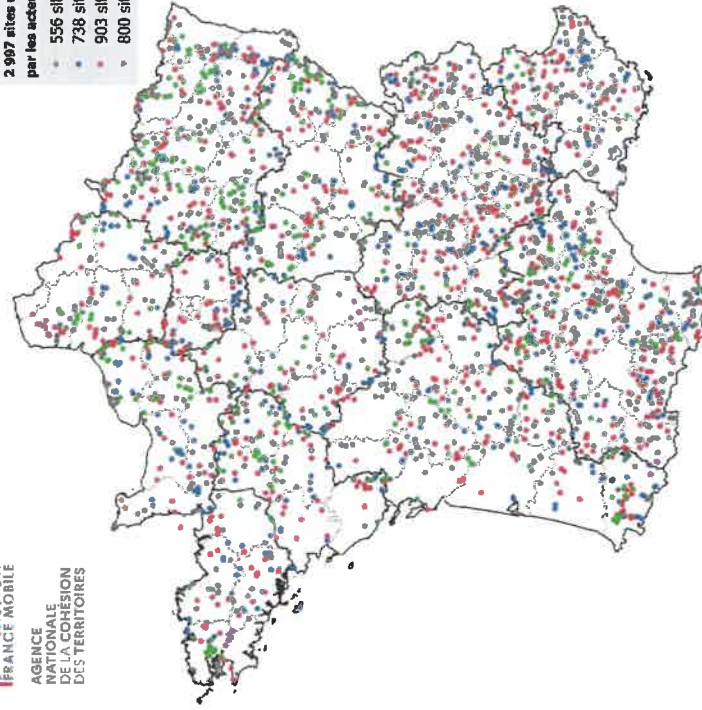 FRANCE MOBILE
AGENCE
NATIONALE
DE LA COHÉSION
DES TERRITOIRES
2 997 sites
par les acte
556 si
738 si
903 si
800 si